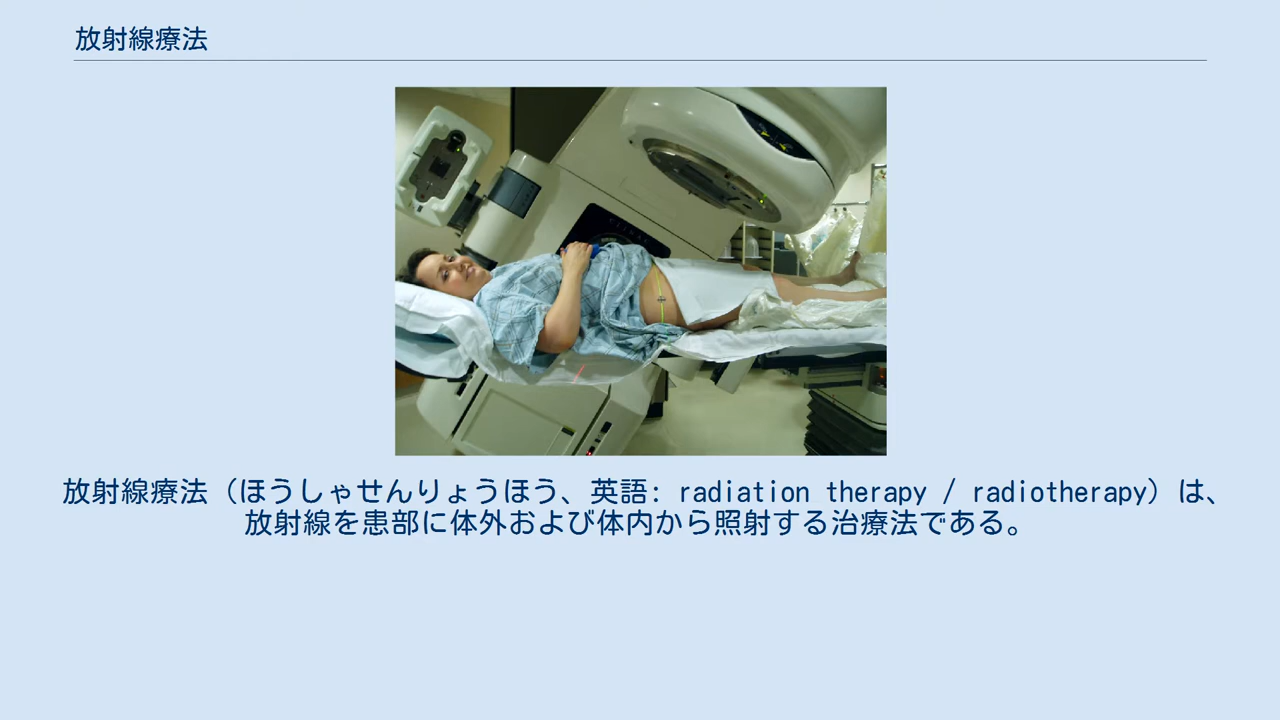 放射線療法
放射線療法（ほうしゃせんりょうほう、英語: radiation therapy / radiotherapy）は、
放射線を患部に体外および体内から照射する治療法である。